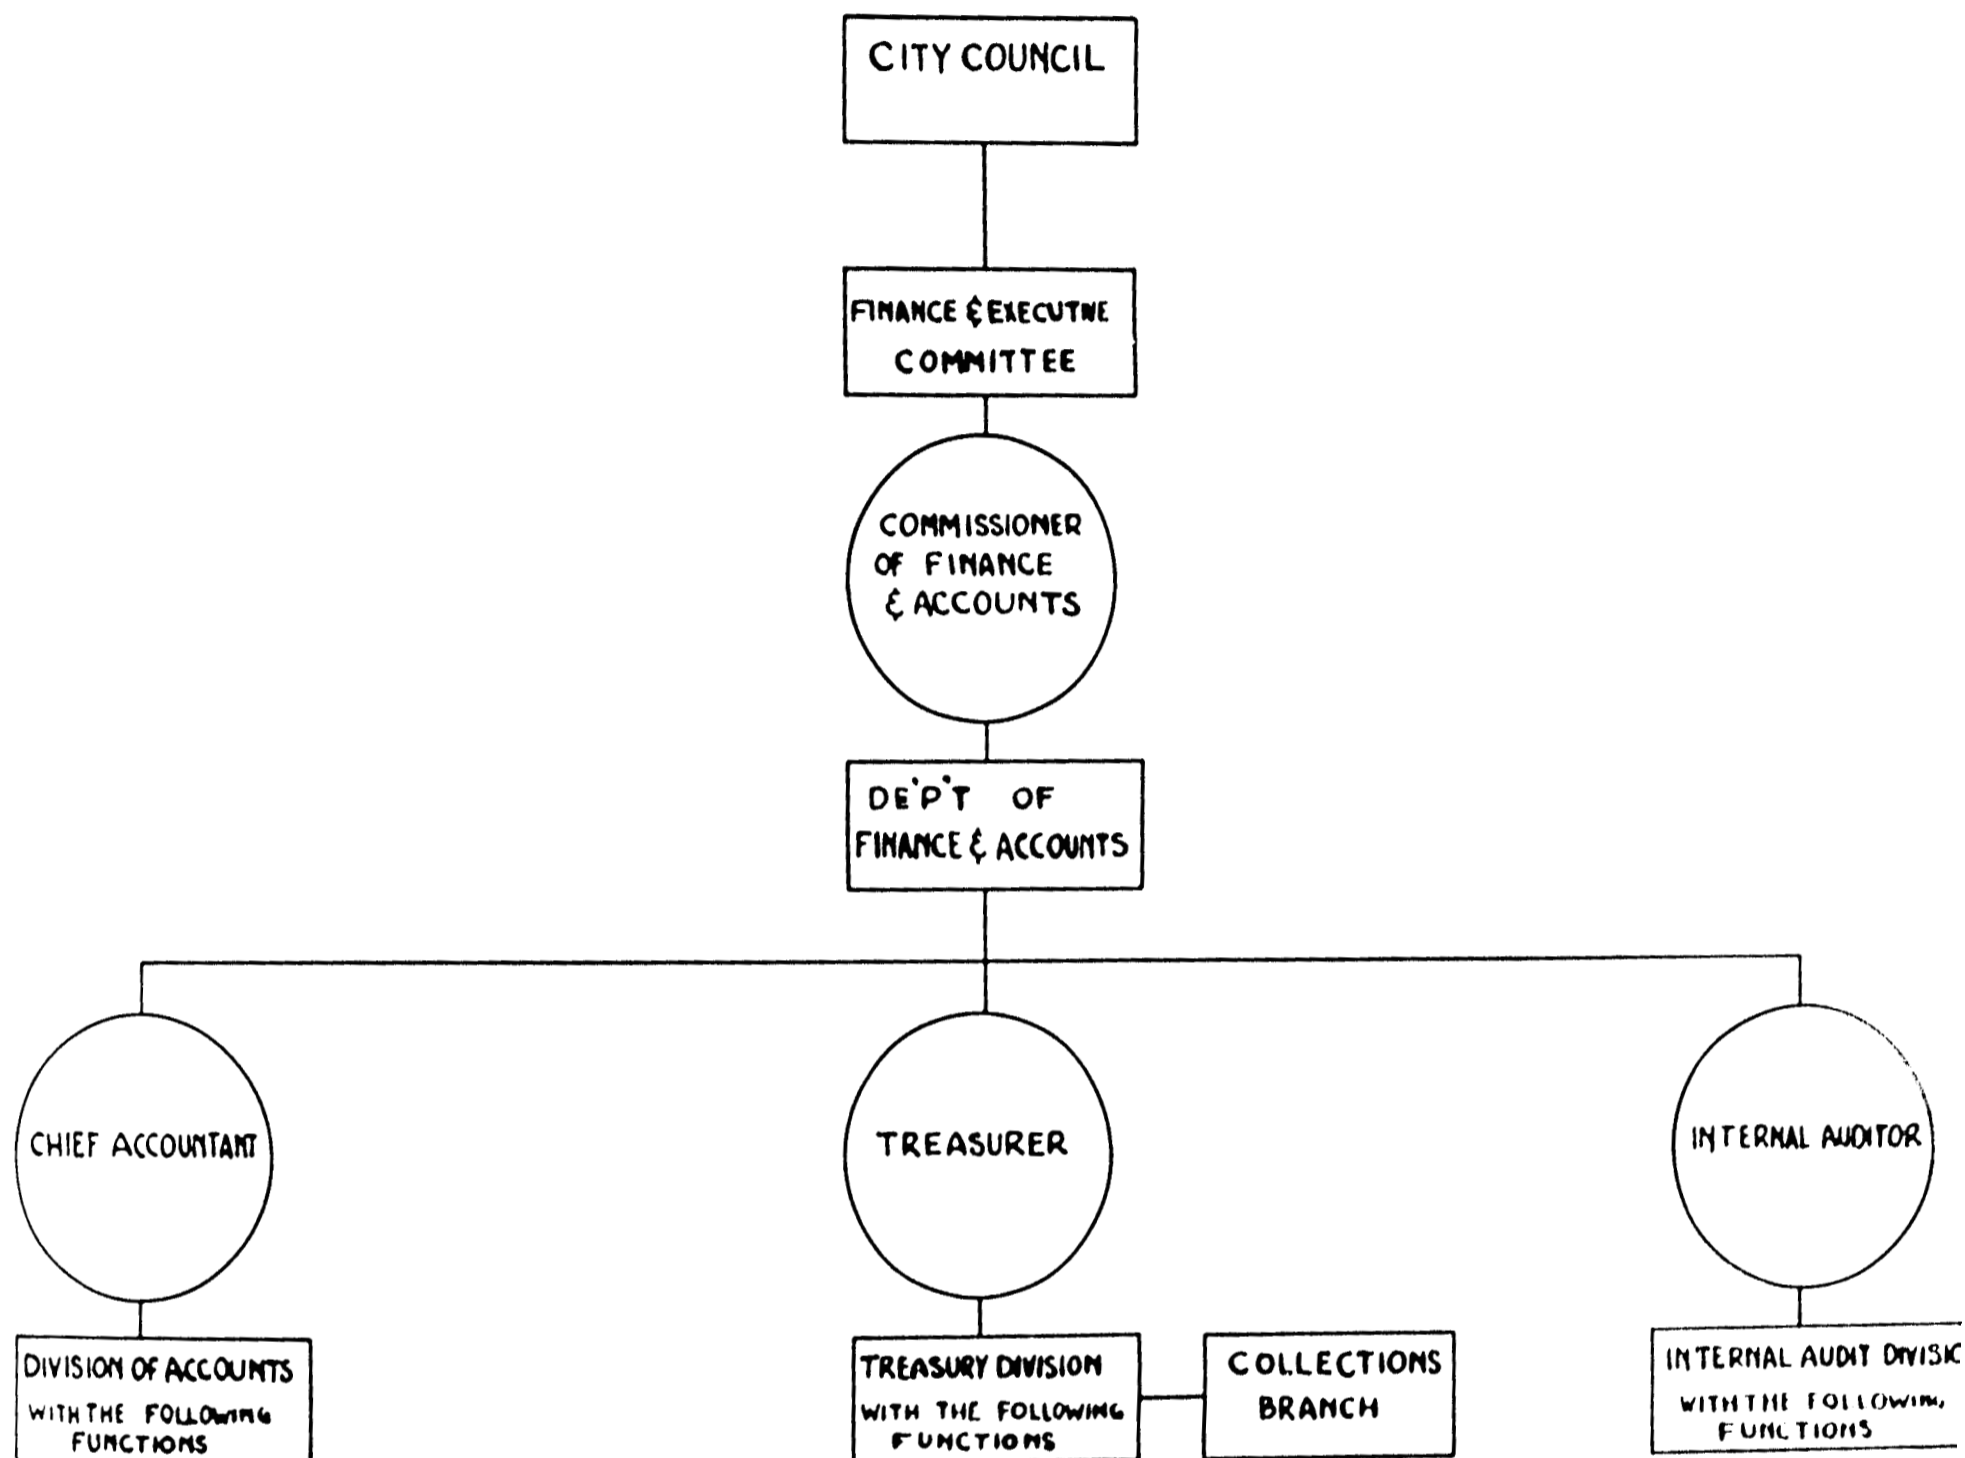 CITY COUNCIL
FINANCE & EXECUTIVE
COMMITTEE
COMMISSIONER
OF FINANCE
& ACCOUNTS
DE'P'T OF
FINANCE & ACCOUNTS
CHIEF ACCOUNTANT
TREASURER
INTERNAL AUDITOR
DIVISION OF ACCOUNTS
WITH THE FOLLOWING
FUNCTIONS
TREASURY DIVISION
WITH THE FOLLOWING
FUNCTIONS
COLLECTIONS
BRANCH
INTERNAL AUDIT DIVISIO
WITH THE FOLLOWING
FUNCTIONS